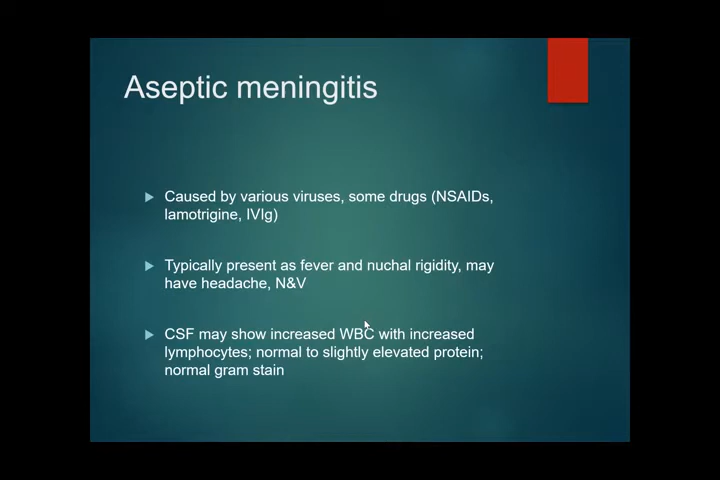 Aseptic meningitis
Caused by various viruses, some drugs (NSAIDs,
lamotrigine, IVIg)
Typically present as fever and nuchal rigidity, may
have headache, N&V
CSF may show increased WBC with increased
lymphocytes; normal to slightly elevated protein;
normal gram stain